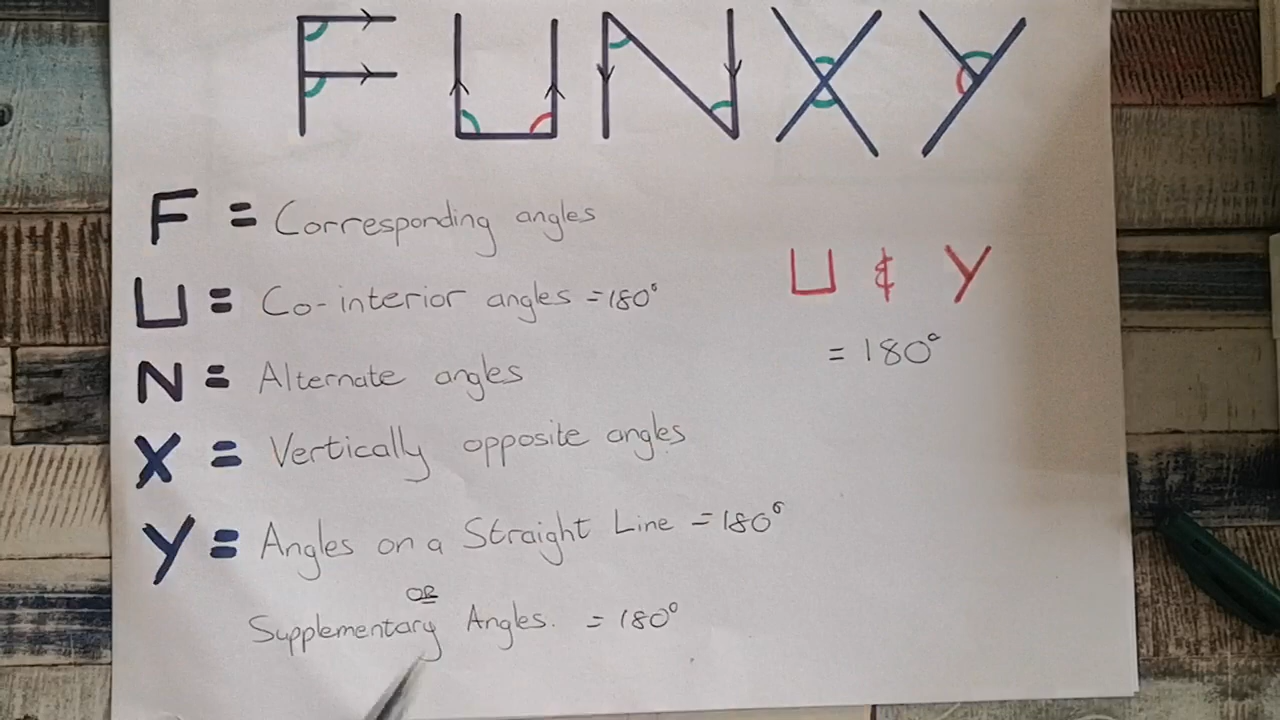 FUNXY
F = Corresponding angles
U = Co-interior angles = 180°
N = Alternate angles
X = Vertically opposite angles
Y = Angles on a Straight Line = 180°
OR
Supplementary Angles. = 180°
U & Y
= 180°